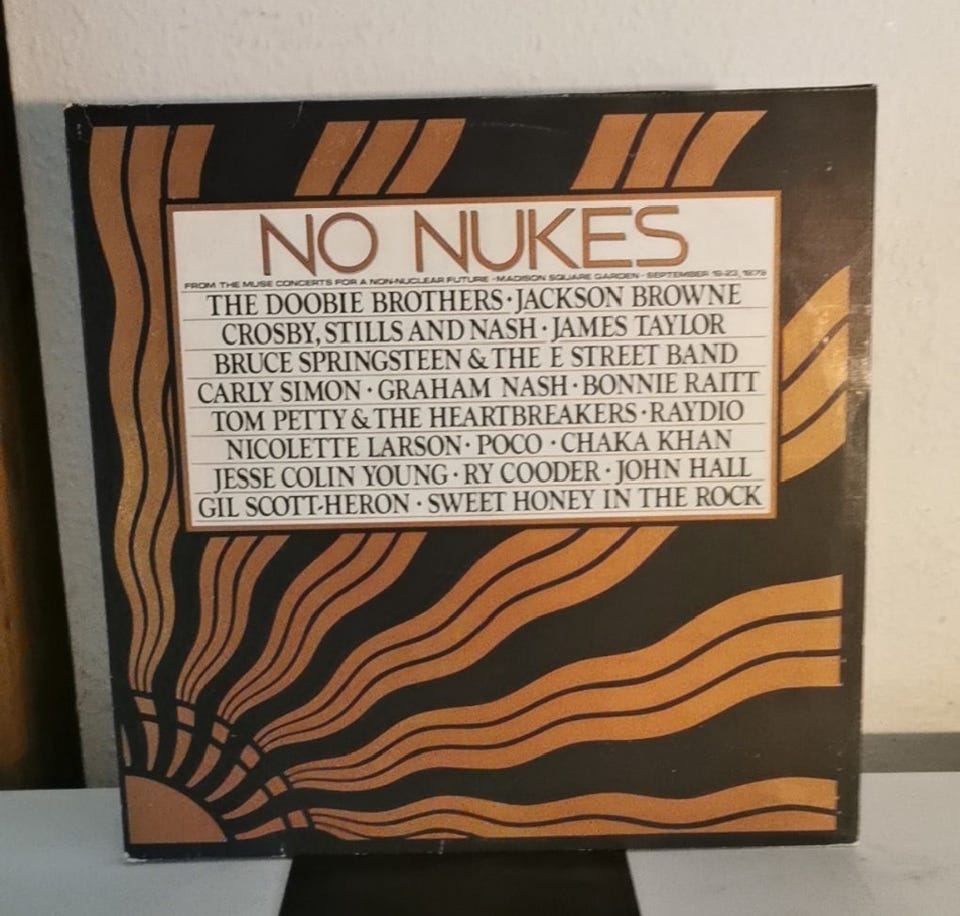 NO NUKES
FROM THE MUSE CONCERTS FOR A NON-NUCLEAR FUTURE - MADISON SQUARE GARDEN - SEPTEMBER 19-23, 1979
THE DOOBIE BROTHERS · JACKSON BROWNE
CROSBY, STILLS AND NASH · JAMES TAYLOR
BRUCE SPRINGSTEEN & THE E STREET BAND
CARLY SIMON · GRAHAM NASH · BONNIE RAITT
TOM PETTY & THE HEARTBREAKERS · RAYDIO
NICOLETTE LARSON · POCO · CHAKA KHAN
JESSE COLIN YOUNG · RY COODER · JOHN HALL
GIL SCOTT-HERON · SWEET HONEY IN THE ROCK